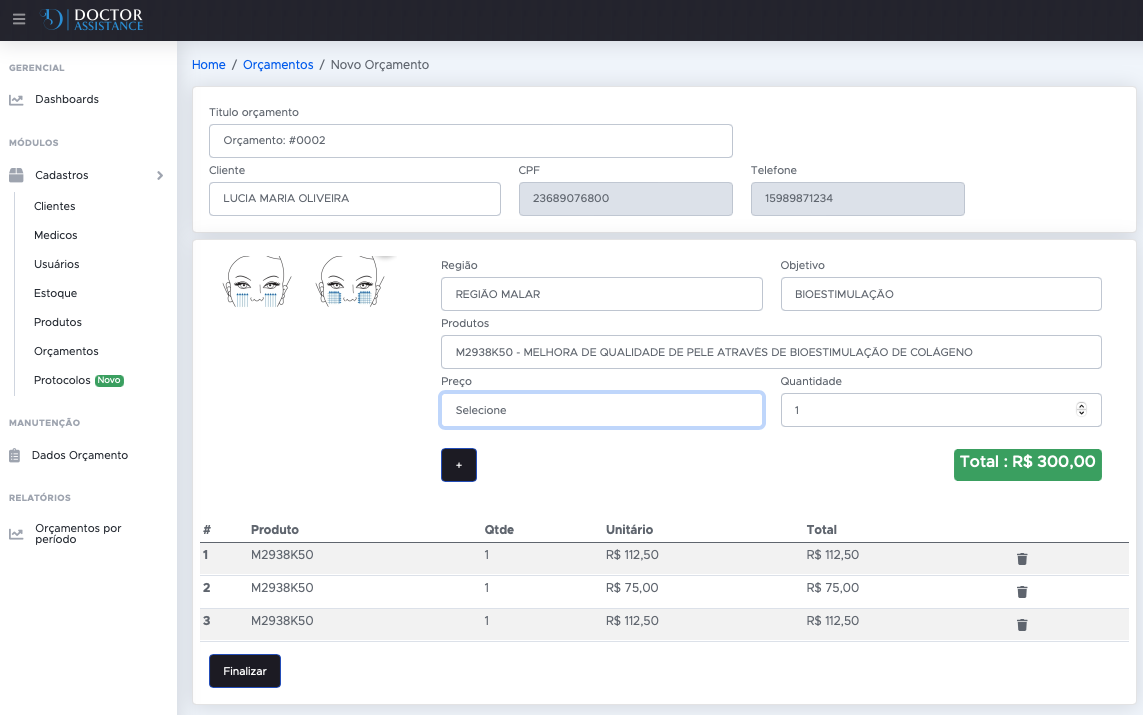 DOCTOR
ASSISTANCE
GERENCIAL
Dashboards
MÓDULOS
Cadastros
Clientes
Medicos
Usuários
Estoque
Produtos
Orçamentos
Protocolos Novo
MANUTENÇÃO
Dados Orçamento
RELATÓRIOS
Orçamentos por
período
Home / Orçamentos / Novo Orçamento
Titulo orçamento
Orçamento: #0002
Cliente CPF Telefone
LUCIA MARIA OLIVEIRA 23689076800 15989871234
Região Objetivo
REGIÃO MALAR BIOESTIMULAÇÃO
Produtos
M2938K50 - MELHORA DE QUALIDADE DE PELE ATRAVÉS DE BIOESTIMULAÇÃO DE COLÁGENO
Preço Quantidade
Selecione 1
+ Total : R$ 300,00
# Produto Qtde Unitário Total
1 M2938K50 1 R$ 112,50 R$ 112,50
2 M2938K50 1 R$ 75,00 R$ 75,00
3 M2938K50 1 R$ 112,50 R$ 112,50
Finalizar